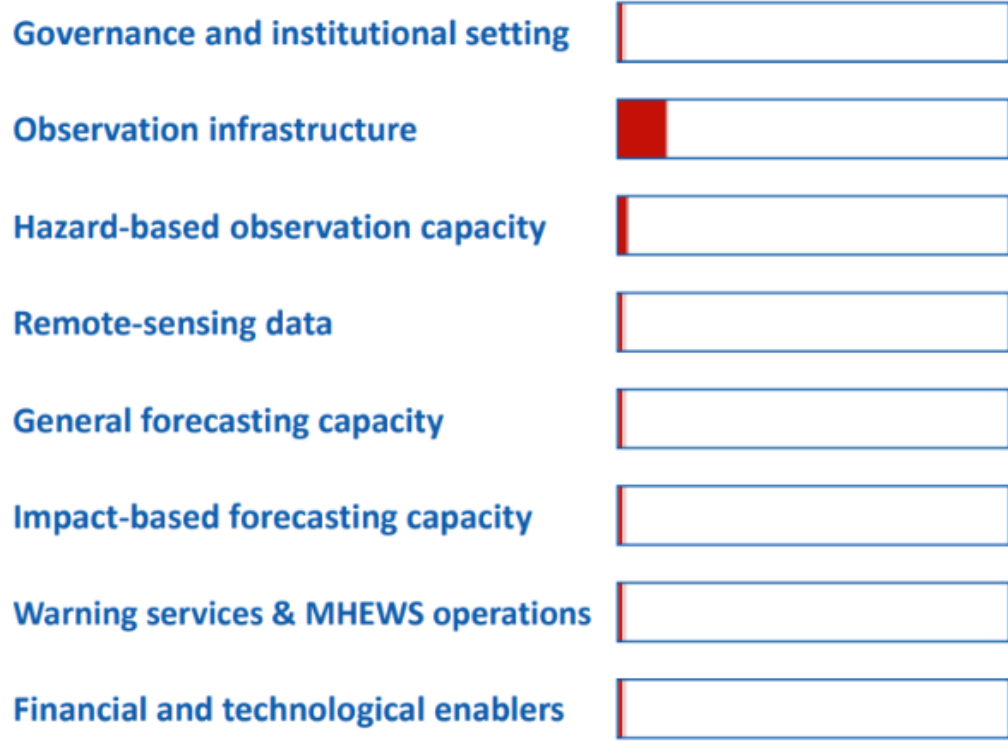 Governance and institutional setting
Observation infrastructure
Hazard-based observation capacity
Remote-sensing data
General forecasting capacity
Impact-based forecasting capacity
Warning services & MHEWS operations
Financial and technological enablers